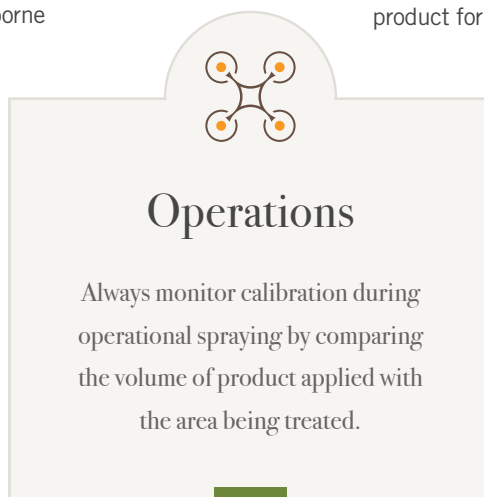 product for
Operations
Always monitor calibration during
operational spraying by comparing
the volume of product applied with
the area being treated.